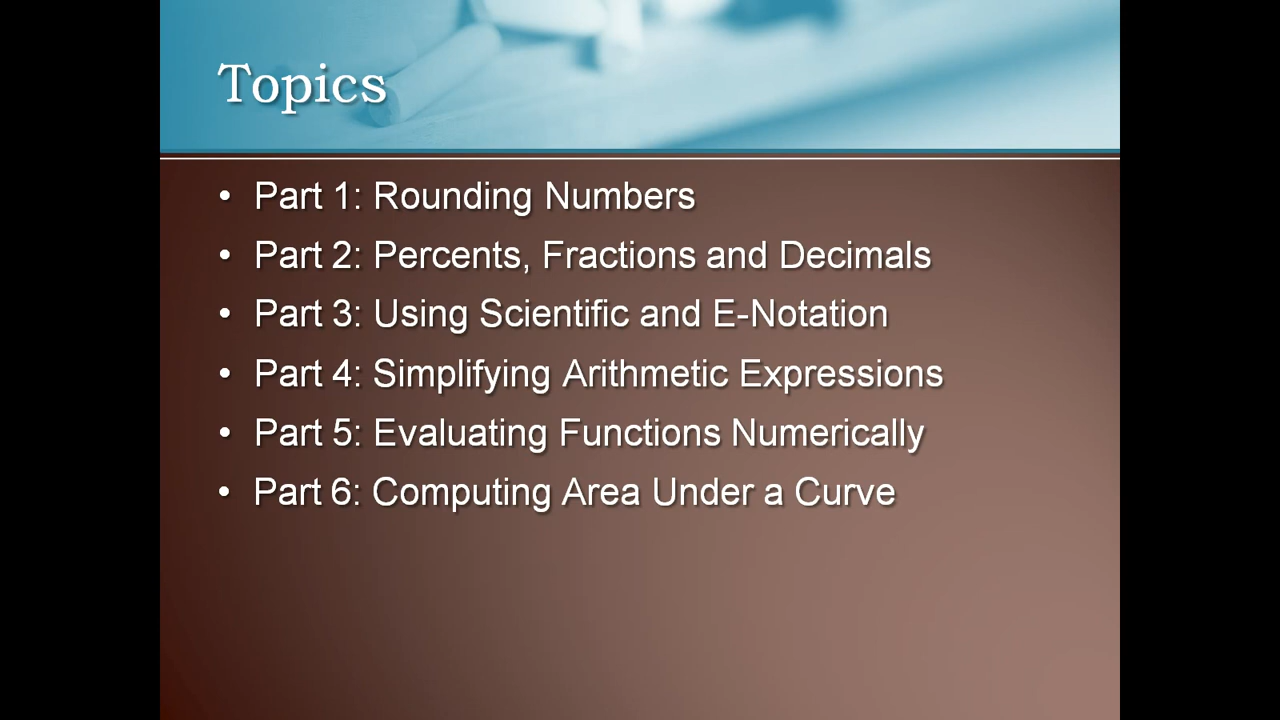 Topics
• Part 1: Rounding Numbers
• Part 2: Percents, Fractions and Decimals
• Part 3: Using Scientific and E-Notation
• Part 4: Simplifying Arithmetic Expressions
• Part 5: Evaluating Functions Numerically
• Part 6: Computing Area Under a Curve